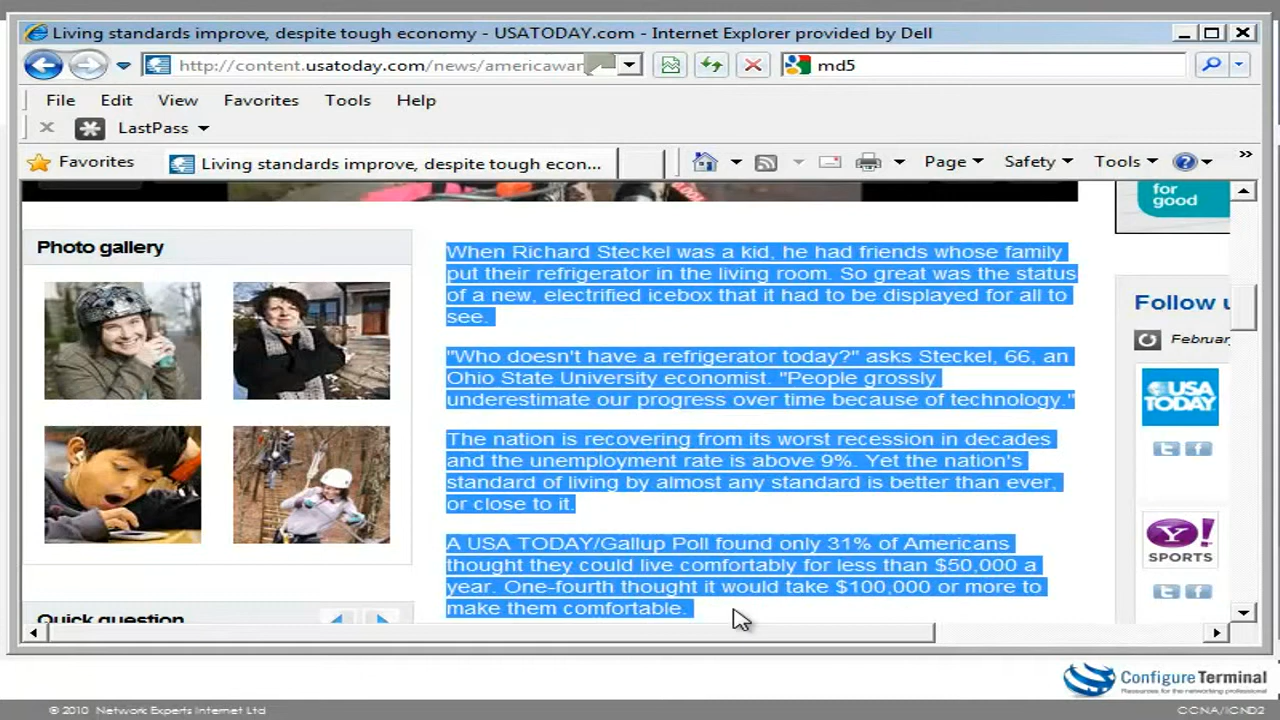 Living standards improve, despite tough economy - USATODAY.com - Internet Explorer provided by Dell
http://content.usatoday.com/news/americawar
md5
File Edit View Favorites Tools Help
LastPass
Favorites
Living standards improve, despite tough econ...
Page Safety Tools
for
good
Photo gallery
When Richard Steckel was a kid, he had friends whose family
put their refrigerator in the living room. So great was the status
of a new, electrified icebox that it had to be displayed for all to
see.
"Who doesn't have a refrigerator today?" asks Steckel, 66, an
Ohio State University economist. "People grossly
underestimate our progress over time because of technology."
The nation is recovering from its worst recession in decades
and the unemployment rate is above 9%. Yet the nation's
standard of living by almost any standard is better than ever,
or close to it.
A USA TODAY/Gallup Poll found only 31% of Americans
thought they could live comfortably for less than $50,000 a
year. One-fourth thought it would take $100,000 or more to
make them comfortable.
Follow u
Februar
USA
TODAY
Y!
SPORTS
Quick question
ConfigureTerminal
Resources for the networking professional
© 2010 Network Experts Internet Ltd
CCNA/ICND2